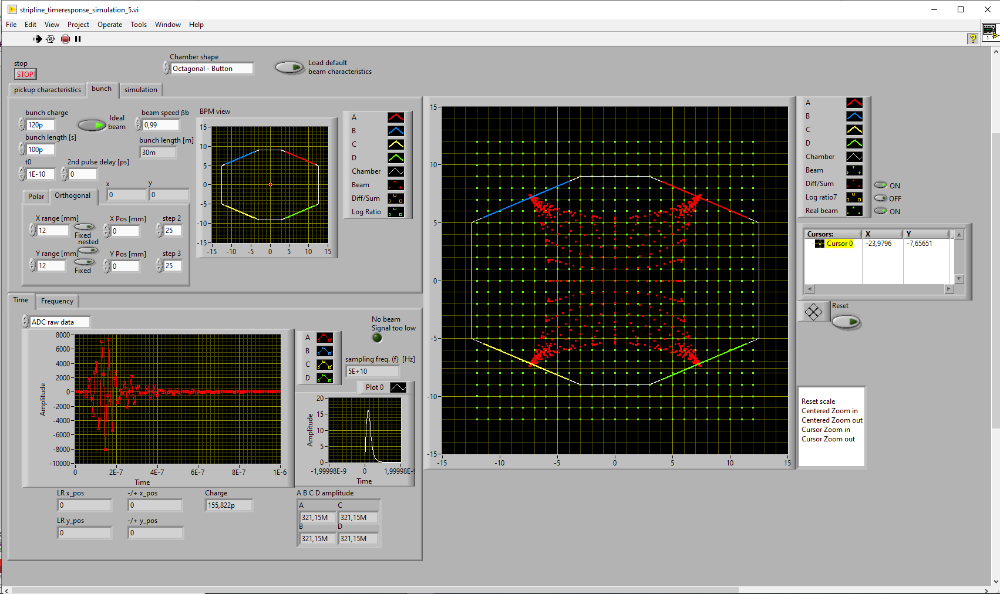 stripline_timeresponse_simulation_5.vi
File Edit View Project Operate Tools Window Help
stop
STOP
Chamber shape
Octagonal - Button
Load default
beam characteristics
pickup characteristics
bunch
simulation
bunch charge
120p
Ideal
beam
beam speed βb
0,99
bunch length [s]
100p
bunch length [m]
30m
t0
1E-10
2nd pulse delay [ps]
0
Polar
Orthogonal
x
0
y
0
X range [mm]
12
Fixed
nested
X Pos [mm]
0
step 2
25
Y range [mm]
12
Fixed
Y Pos [mm]
0
step 3
25
BPM view
15
10
5
0
-5
-10
-15
-15 -10 -5 0 5 10 15
A
B
C
D
Chamber
Beam
Diff/Sum
Log Ratio
15
10
5
0
-5
-10
-15
-15 -10 -5 0 5 10 15
A
B
C
D
Chamber
Beam
Diff/Sum
Log ratio7
Real beam
ON
OFF
ON
Cursors: X Y
Cursor 0 -23,9796 -7,65651
Reset
Reset scale
Centered Zoom in
Centered Zoom out
Cursor Zoom in
Cursor Zoom out
Time
Frequency
ADC raw data
Amplitude
8000
6000
4000
2000
0
-2000
-4000
-6000
-8000
-10000
0 2E-7 4E-7 6E-7 8E-7 1E-6
Time
A
B
C
D
No beam
Signal too low
sampling freq. (f) [Hz]
5E+10
Plot 0
Amplitude
20
15
10
5
0
-1,99998E-9 0 1,99998E-9
Time
LR x_pos
0
-/+ x_pos
0
Charge
155,822p
LR y_pos
0
-/+ y_pos
0
A B C D amplitude
A C
321,15M 321,15M
B D
321,15M 321,15M